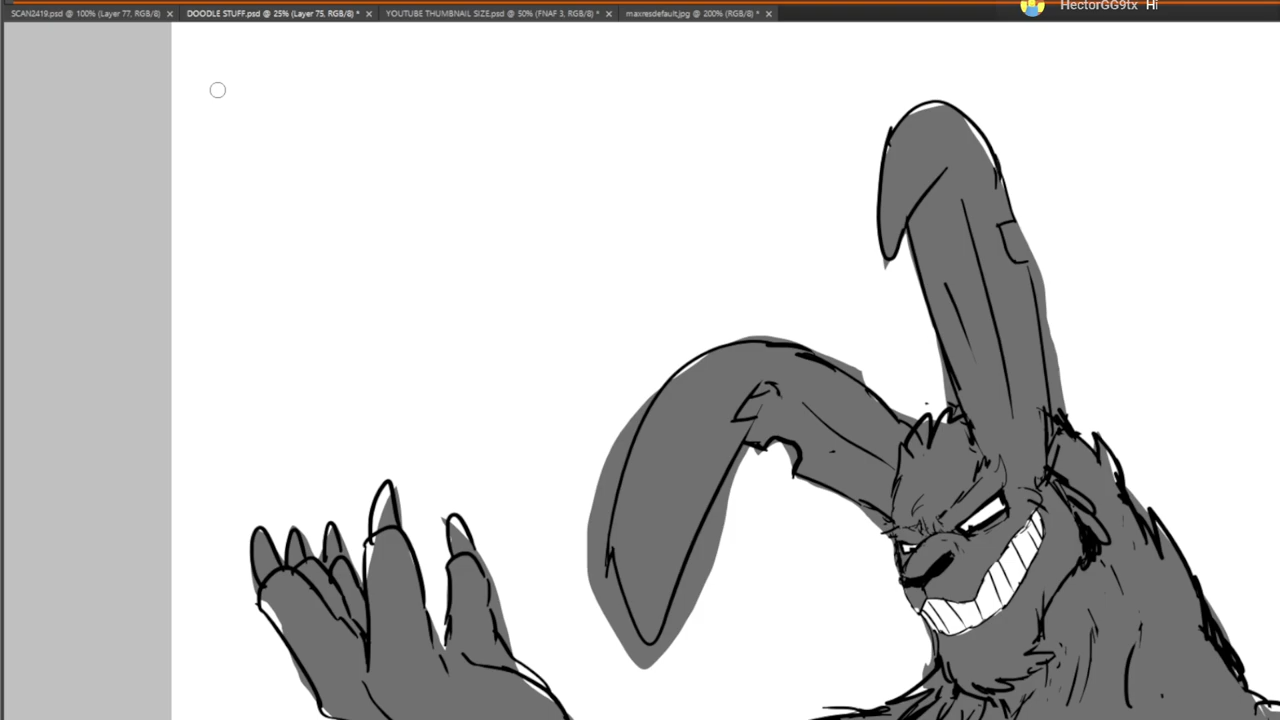 HectorGG9tx Hi
SCAN2419.psd @ 100% (Layer 77, RGB/8) DOODLE STUFF.psd @ 25% (Layer 75, RGB/8) * YOUTUBE THUMBNAIL SIZE.psd @ 50% (FNAF 3, RGB/8) * maxresdefault.jpg @ 200% (RGB/8) *